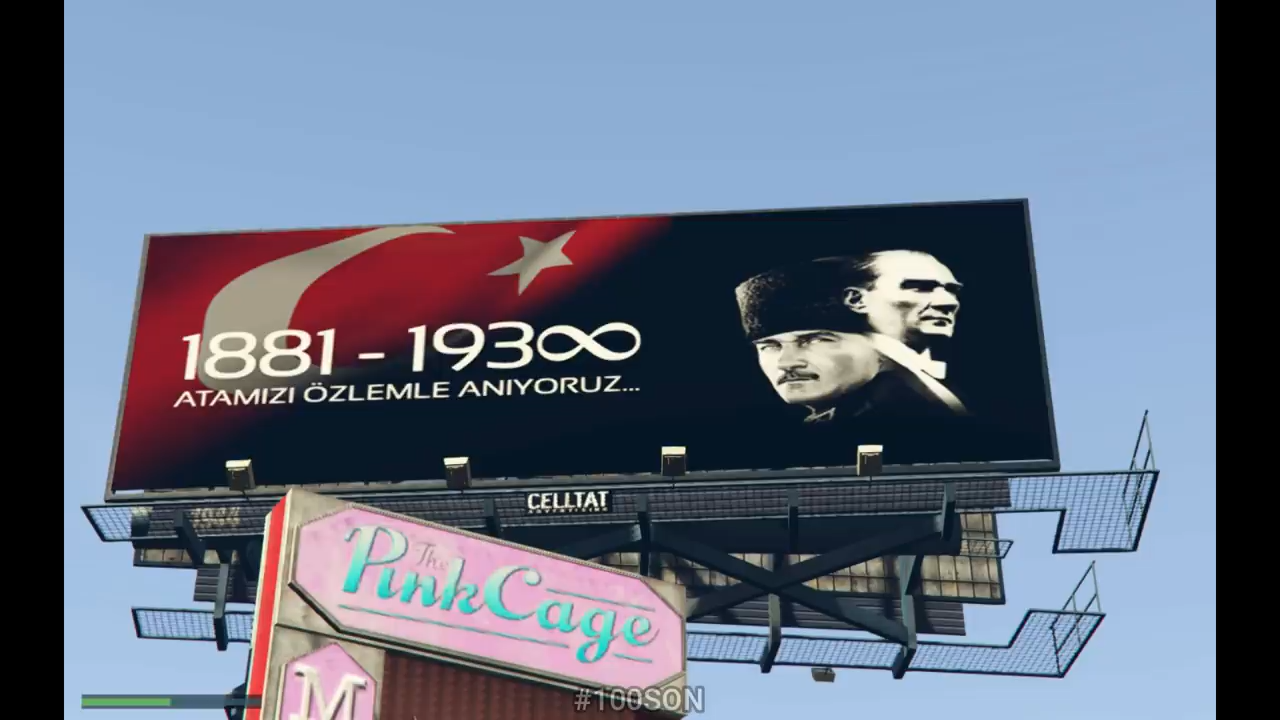 1881 - 193∞
ATAMIZI ÖZLEMLE ANIYORUZ...
CELLTAT
The
PinkCage
M
#100SON